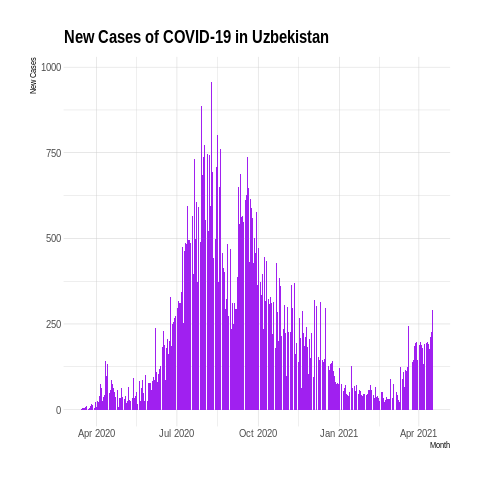 New Cases of COVID-19 in Uzbekistan
New Cases
1000
750
500
250
0
Apr 2020 Jul 2020 Oct 2020 Jan 2021 Apr 2021
Month